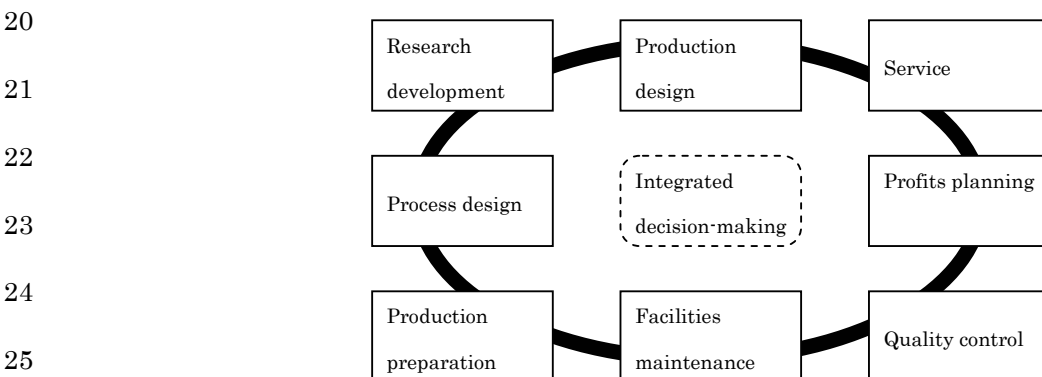 20
Research
development
Production
design
Service
21
22
Process design
Integrated
decision-making
Profits planning
23
24
Production
preparation
Facilities
maintenance
Quality control
25